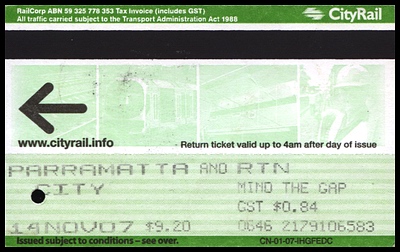 RailCorp ABN 59 325 778 353 Tax Invoice (includes GST)
All traffic carried subject to the Transport Administration Act 1988
CityRail
www.cityrail.info
Return ticket valid up to 4am after day of issue
PARRAMATTA AND RTN
CITY MIND THE GAP
GST $0.84
14NOV07 $9.20 0646 2179106583
Issued subject to conditions – see over. CN-01-07-IHGFEDC